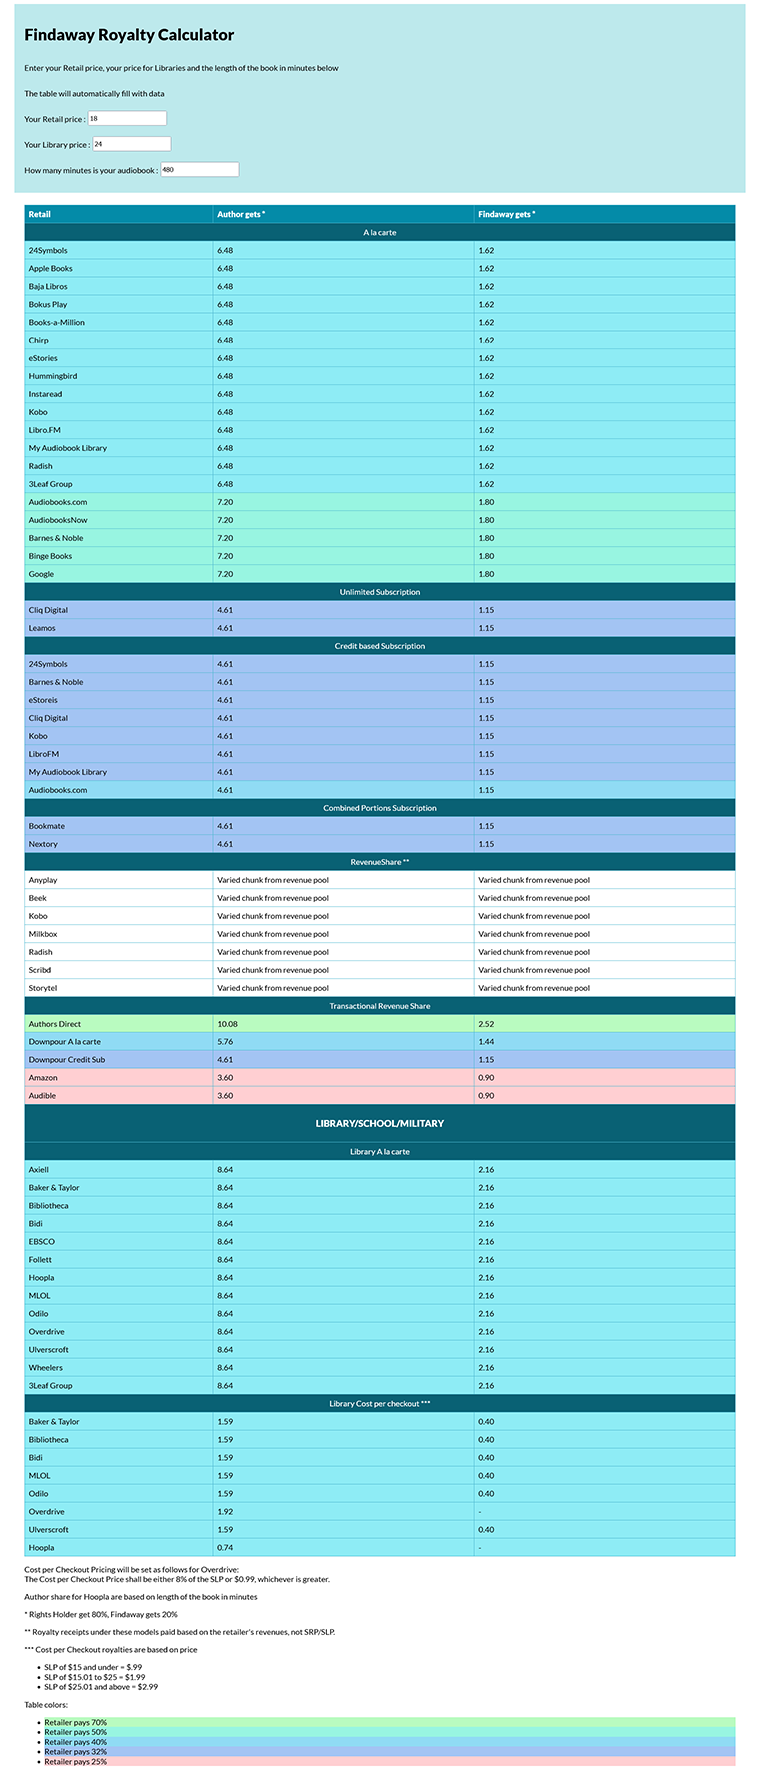 Findaway Royalty Calculator
Enter your Retail price, your price for Libraries and the length of the book in minutes below
The table will automatically fill with data
Your Retail price : 18
Your Library price : 24
How many minutes is your audiobook : 480
Retail Author gets * Findaway gets *
A la carte
24Symbols 6.48 1.62
Apple Books 6.48 1.62
Baja Libros 6.48 1.62
Bokus Play 6.48 1.62
Books-a-Million 6.48 1.62
Chirp 6.48 1.62
eStories 6.48 1.62
Hummingbird 6.48 1.62
Instaread 6.48 1.62
Kobo 6.48 1.62
Libro.FM 6.48 1.62
My Audiobook Library 6.48 1.62
Radish 6.48 1.62
3Leaf Group 6.48 1.62
Audiobooks.com 7.20 1.80
AudiobooksNow 7.20 1.80
Barnes & Noble 7.20 1.80
Binge Books 7.20 1.80
Google 7.20 1.80
Unlimited Subscription
Cliq Digital 4.61 1.15
Leamos 4.61 1.15
Credit based Subscription
24Symbols 4.61 1.15
Barnes & Noble 4.61 1.15
eStoreis 4.61 1.15
Cliq Digital 4.61 1.15
Kobo 4.61 1.15
LibroFM 4.61 1.15
My Audiobook Library 4.61 1.15
Audiobooks.com 4.61 1.15
Combined Portions Subscription
Bookmate 4.61 1.15
Nextory 4.61 1.15
RevenueShare **
Anyplay Varied chunk from revenue pool Varied chunk from revenue pool
Beek Varied chunk from revenue pool Varied chunk from revenue pool
Kobo Varied chunk from revenue pool Varied chunk from revenue pool
Milkbox Varied chunk from revenue pool Varied chunk from revenue pool
Radish Varied chunk from revenue pool Varied chunk from revenue pool
Scribd Varied chunk from revenue pool Varied chunk from revenue pool
Storytel Varied chunk from revenue pool Varied chunk from revenue pool
Transactional Revenue Share
Authors Direct 10.08 2.52
Downpour A la carte 5.76 1.44
Downpour Credit Sub 4.61 1.15
Amazon 3.60 0.90
Audible 3.60 0.90
LIBRARY/SCHOOL/MILITARY
Library A la carte
Axiell 8.64 2.16
Baker & Taylor 8.64 2.16
Bibliotheca 8.64 2.16
Bidi 8.64 2.16
EBSCO 8.64 2.16
Follett 8.64 2.16
Hoopla 8.64 2.16
MLOL 8.64 2.16
Odilo 8.64 2.16
Overdrive 8.64 2.16
Ulverscroft 8.64 2.16
Wheelers 8.64 2.16
3Leaf Group 8.64 2.16
Library Cost per checkout ***
Baker & Taylor 1.59 0.40
Bibliotheca 1.59 0.40
Bidi 1.59 0.40
MLOL 1.59 0.40
Odilo 1.59 0.40
Overdrive 1.92 -
Ulverscroft 1.59 0.40
Hoopla 0.74 -
Cost per Checkout Pricing will be set as follows for Overdrive:
The Cost per Checkout Price shall be either 8% of the SLP or $0.99, whichever is greater.
Author share for Hoopla are based on length of the book in minutes
* Rights Holder get 80%, Findaway gets 20%
** Royalty receipts under these models paid based on the retailer's revenues, not SRP/SLP.
*** Cost per Checkout royalties are based on price
• SLP of $15 and under = $.99
• SLP of $15.01 to $25 = $1.99
• SLP of $25.01 and above = $2.99
Table colors:
• Retailer pays 70%
• Retailer pays 50%
• Retailer pays 40%
• Retailer pays 32%
• Retailer pays 25%